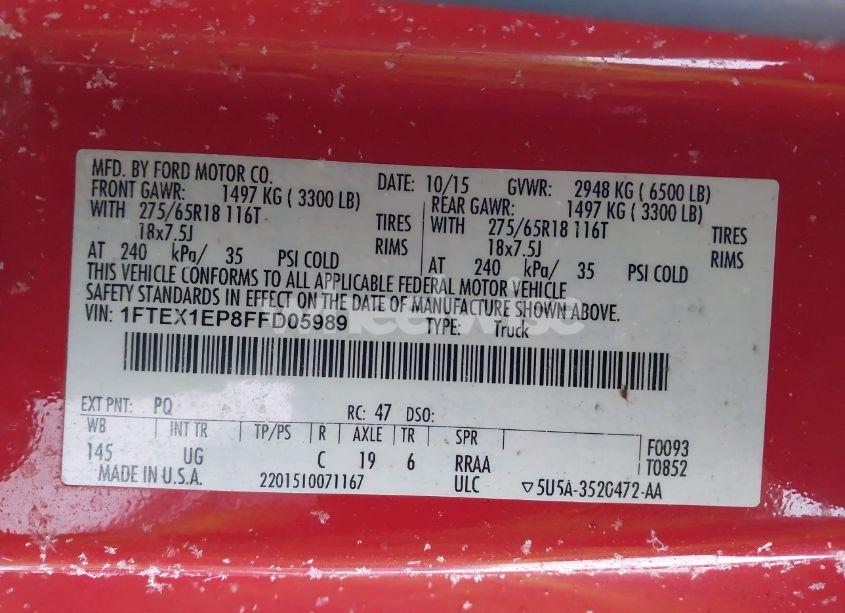 MFD. BY FORD MOTOR CO. DATE: 10/15 GVWR: 2948 KG ( 6500 LB)
FRONT GAWR: 1497 KG ( 3300 LB) REAR GAWR: 1497 KG ( 3300 LB)
WITH 275/65R18 116T TIRES WITH 275/65R18 116T TIRES
18x7.5J RIMS 18x7.5J RIMS
AT 240 kPa/ 35 PSI COLD AT 240 kPa/ 35 PSI COLD
THIS VEHICLE CONFORMS TO ALL APPLICABLE FEDERAL MOTOR VEHICLE
SAFETY STANDARDS IN EFFECT ON THE DATE OF MANUFACTURE SHOWN ABOVE.
VIN: 1FTEX1EP8FFD05989 TYPE: Truck
EXT PNT: PQ RC: 47 DSO:
WB INT TR TP/PS R AXLE TR SPR F0093
145 UG C 19 6 RRAA T0852
MADE IN U.S.A. 2201510071167 ULC ▽5U5A-3520472-AA